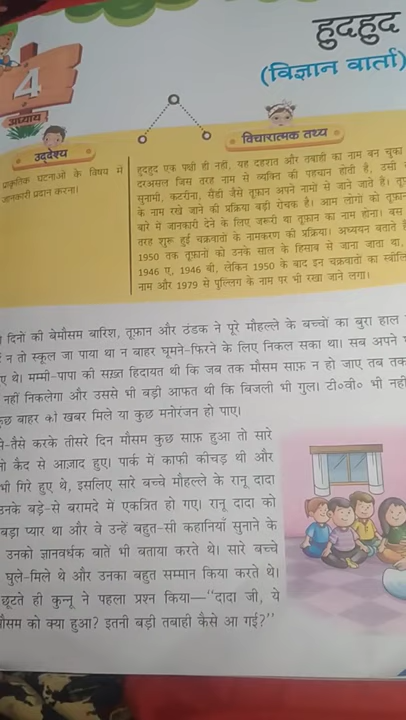 हुदहुद
(विज्ञान वार्ता)
4
अध्याय
उद्देश्य
प्राकृतिक घटनाओं के विषय में
जानकारी प्रदान करना।
विचारात्मक तथ्य
हुदहुद एक पक्षी ही नहीं, यह दहशत और तबाही का नाम बन चुका
दरअसल जिस तरह नाम से व्यक्ति की पहचान होती है, उसी
सुनामी, कटरीना, सैंडी जैसे तूफ़ान अपने नामों से जाने जाते हैं।
के नाम रखे जाने की प्रक्रिया बड़ी रोचक है। आम लोगों को
बारे में जानकारी देने के लिए जरूरी था तूफ़ान का नाम होना। बस
तरह शुरू हुई चक्रवातों के नामकरण की प्रक्रिया। अध्ययन बताते
1950 तक तूफ़ानों को उनके साल के हिसाब से जाना जाता था,
1946 ए, 1946 बी, लेकिन 1950 के बाद इन चक्रवातों का
नाम और 1979 से पुल्लिंग के नाम पर भी रखा जाने लगा।
दिनों की बेमौसम बारिश, तूफ़ान और ठंडक ने पूरे मौहल्ले के बच्चों का बुरा हाल
न तो स्कूल जा पाया था न बाहर घूमने-फिरने के लिए निकल सका था। सब अपने
थे। मम्मी-पापा की सख़्त हिदायत थी कि जब तक मौसम साफ़ न हो जाए तब तक
नहीं निकलेगा और उससे भी बड़ी आफत थी कि बिजली भी गुल। टी०वी० भी नहीं
बाहर की खबर मिले या कुछ मनोरंजन हो पाए।
करके तीसरे दिन मौसम कुछ साफ़ हुआ तो सारे
कैद से आज़ाद हुए। पार्क में काफी कीचड़ थी और
भी गिरे हुए थे, इसलिए सारे बच्चे मौहल्ले के रानू दादा
उनके बड़े-से बरामदे में एकत्रित हो गए। रानू दादा को
बड़ा प्यार था और वे उन्हें बहुत-सी कहानियाँ सुनाने के
उनको ज्ञानवर्धक बातें भी बताया करते थे। सारे बच्चे
घुले-मिले थे और उनका बहुत सम्मान किया करते थे।
छूटते ही कुन्नू ने पहला प्रश्न किया—“दादा जी, ये
मौसम को क्या हुआ? इतनी बड़ी तबाही कैसे आ गई?”